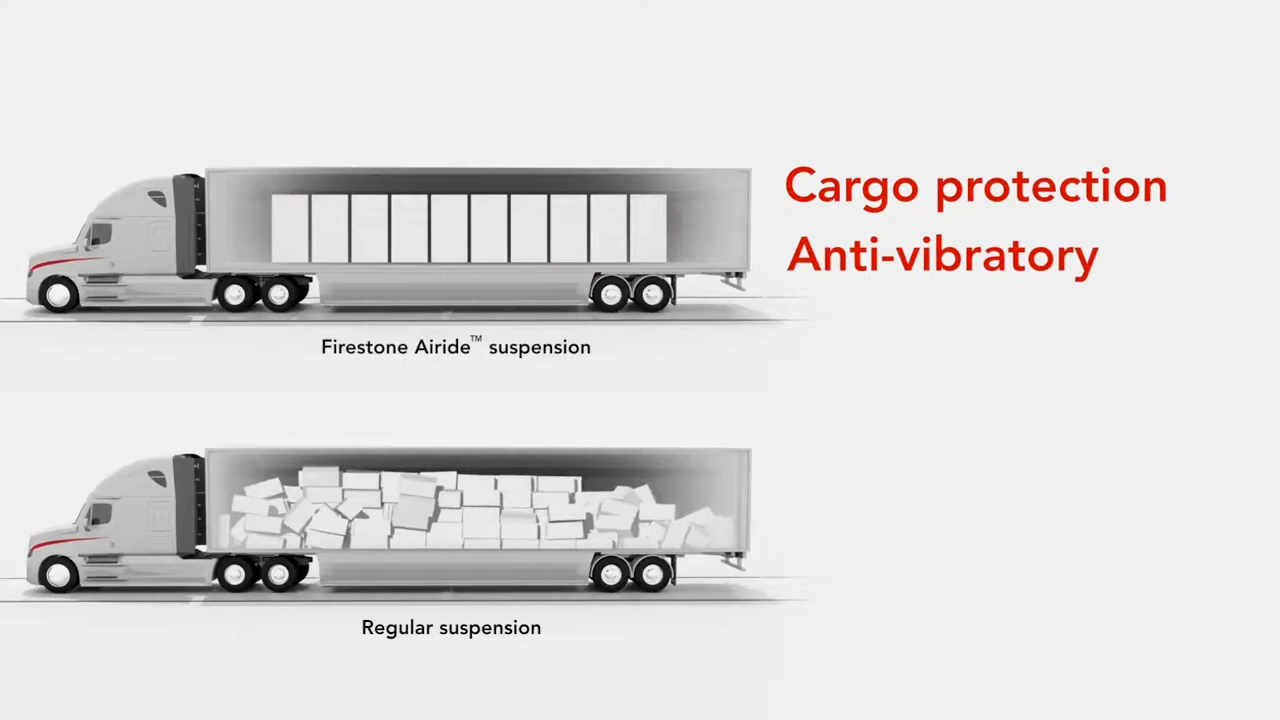 Cargo protection
Anti-vibratory
Firestone Airide™ suspension
Regular suspension